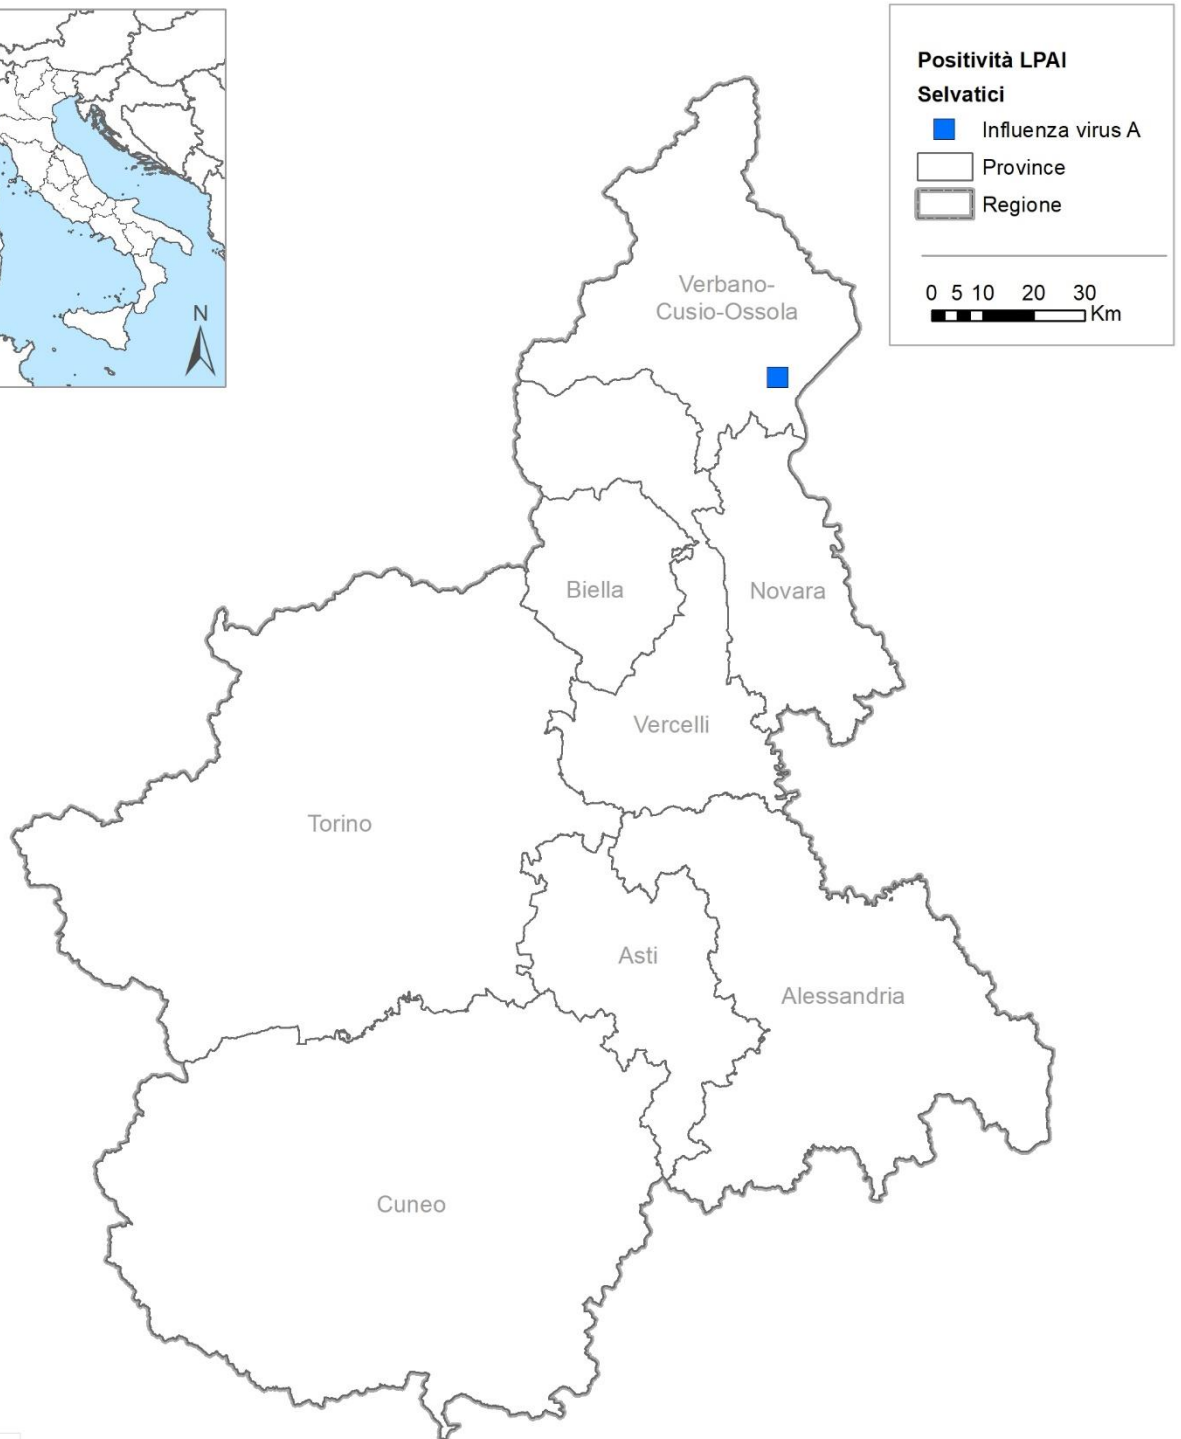 Positività LPAI
Selvatici
Influenza virus A
Province
Regione
0 5 10 20 30
Km
N
Verbano-
Cusio-Ossola
Biella
Novara
Vercelli
Torino
Asti
Alessandria
Cuneo